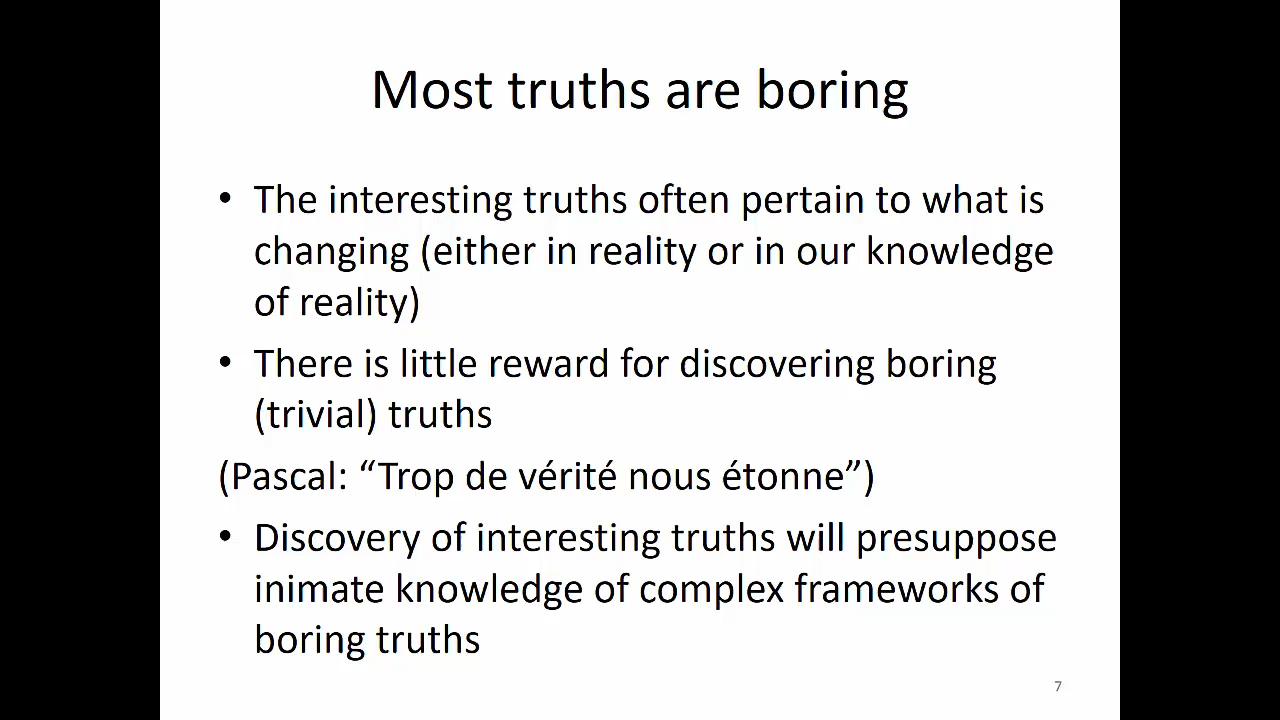 Most truths are boring
• The interesting truths often pertain to what is
changing (either in reality or in our knowledge
of reality)
• There is little reward for discovering boring
(trivial) truths
(Pascal: “Trop de vérité nous étonne”)
• Discovery of interesting truths will presuppose
inimate knowledge of complex frameworks of
boring truths
7